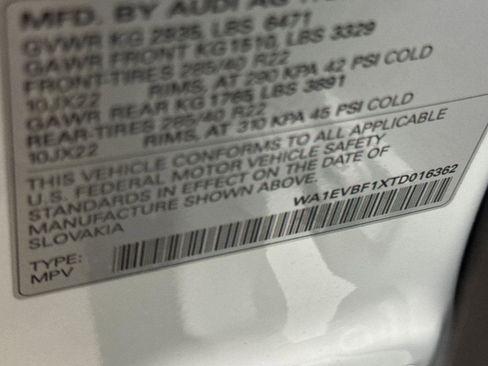 MFD. BY AUDI AG
GVWR KG 2935, LBS 6471
GAWR FRONT KG 1510, LBS 3329
FRONT-TIRES 285/40 R22
10JX22 RIMS, AT 290 KPA 42 PSI COLD
GAWR REAR KG 1765 LBS 3891
REAR-TIRES 285/40 R22
10JX22 RIMS, AT 310 KPA 45 PSI COLD
THIS VEHICLE CONFORMS TO ALL APPLICABLE
U.S. FEDERAL MOTOR VEHICLE SAFETY
STANDARDS IN EFFECT ON THE DATE OF
MANUFACTURE SHOWN ABOVE.
SLOVAKIA WA1EVBF1XTD016362
TYPE:
MPV